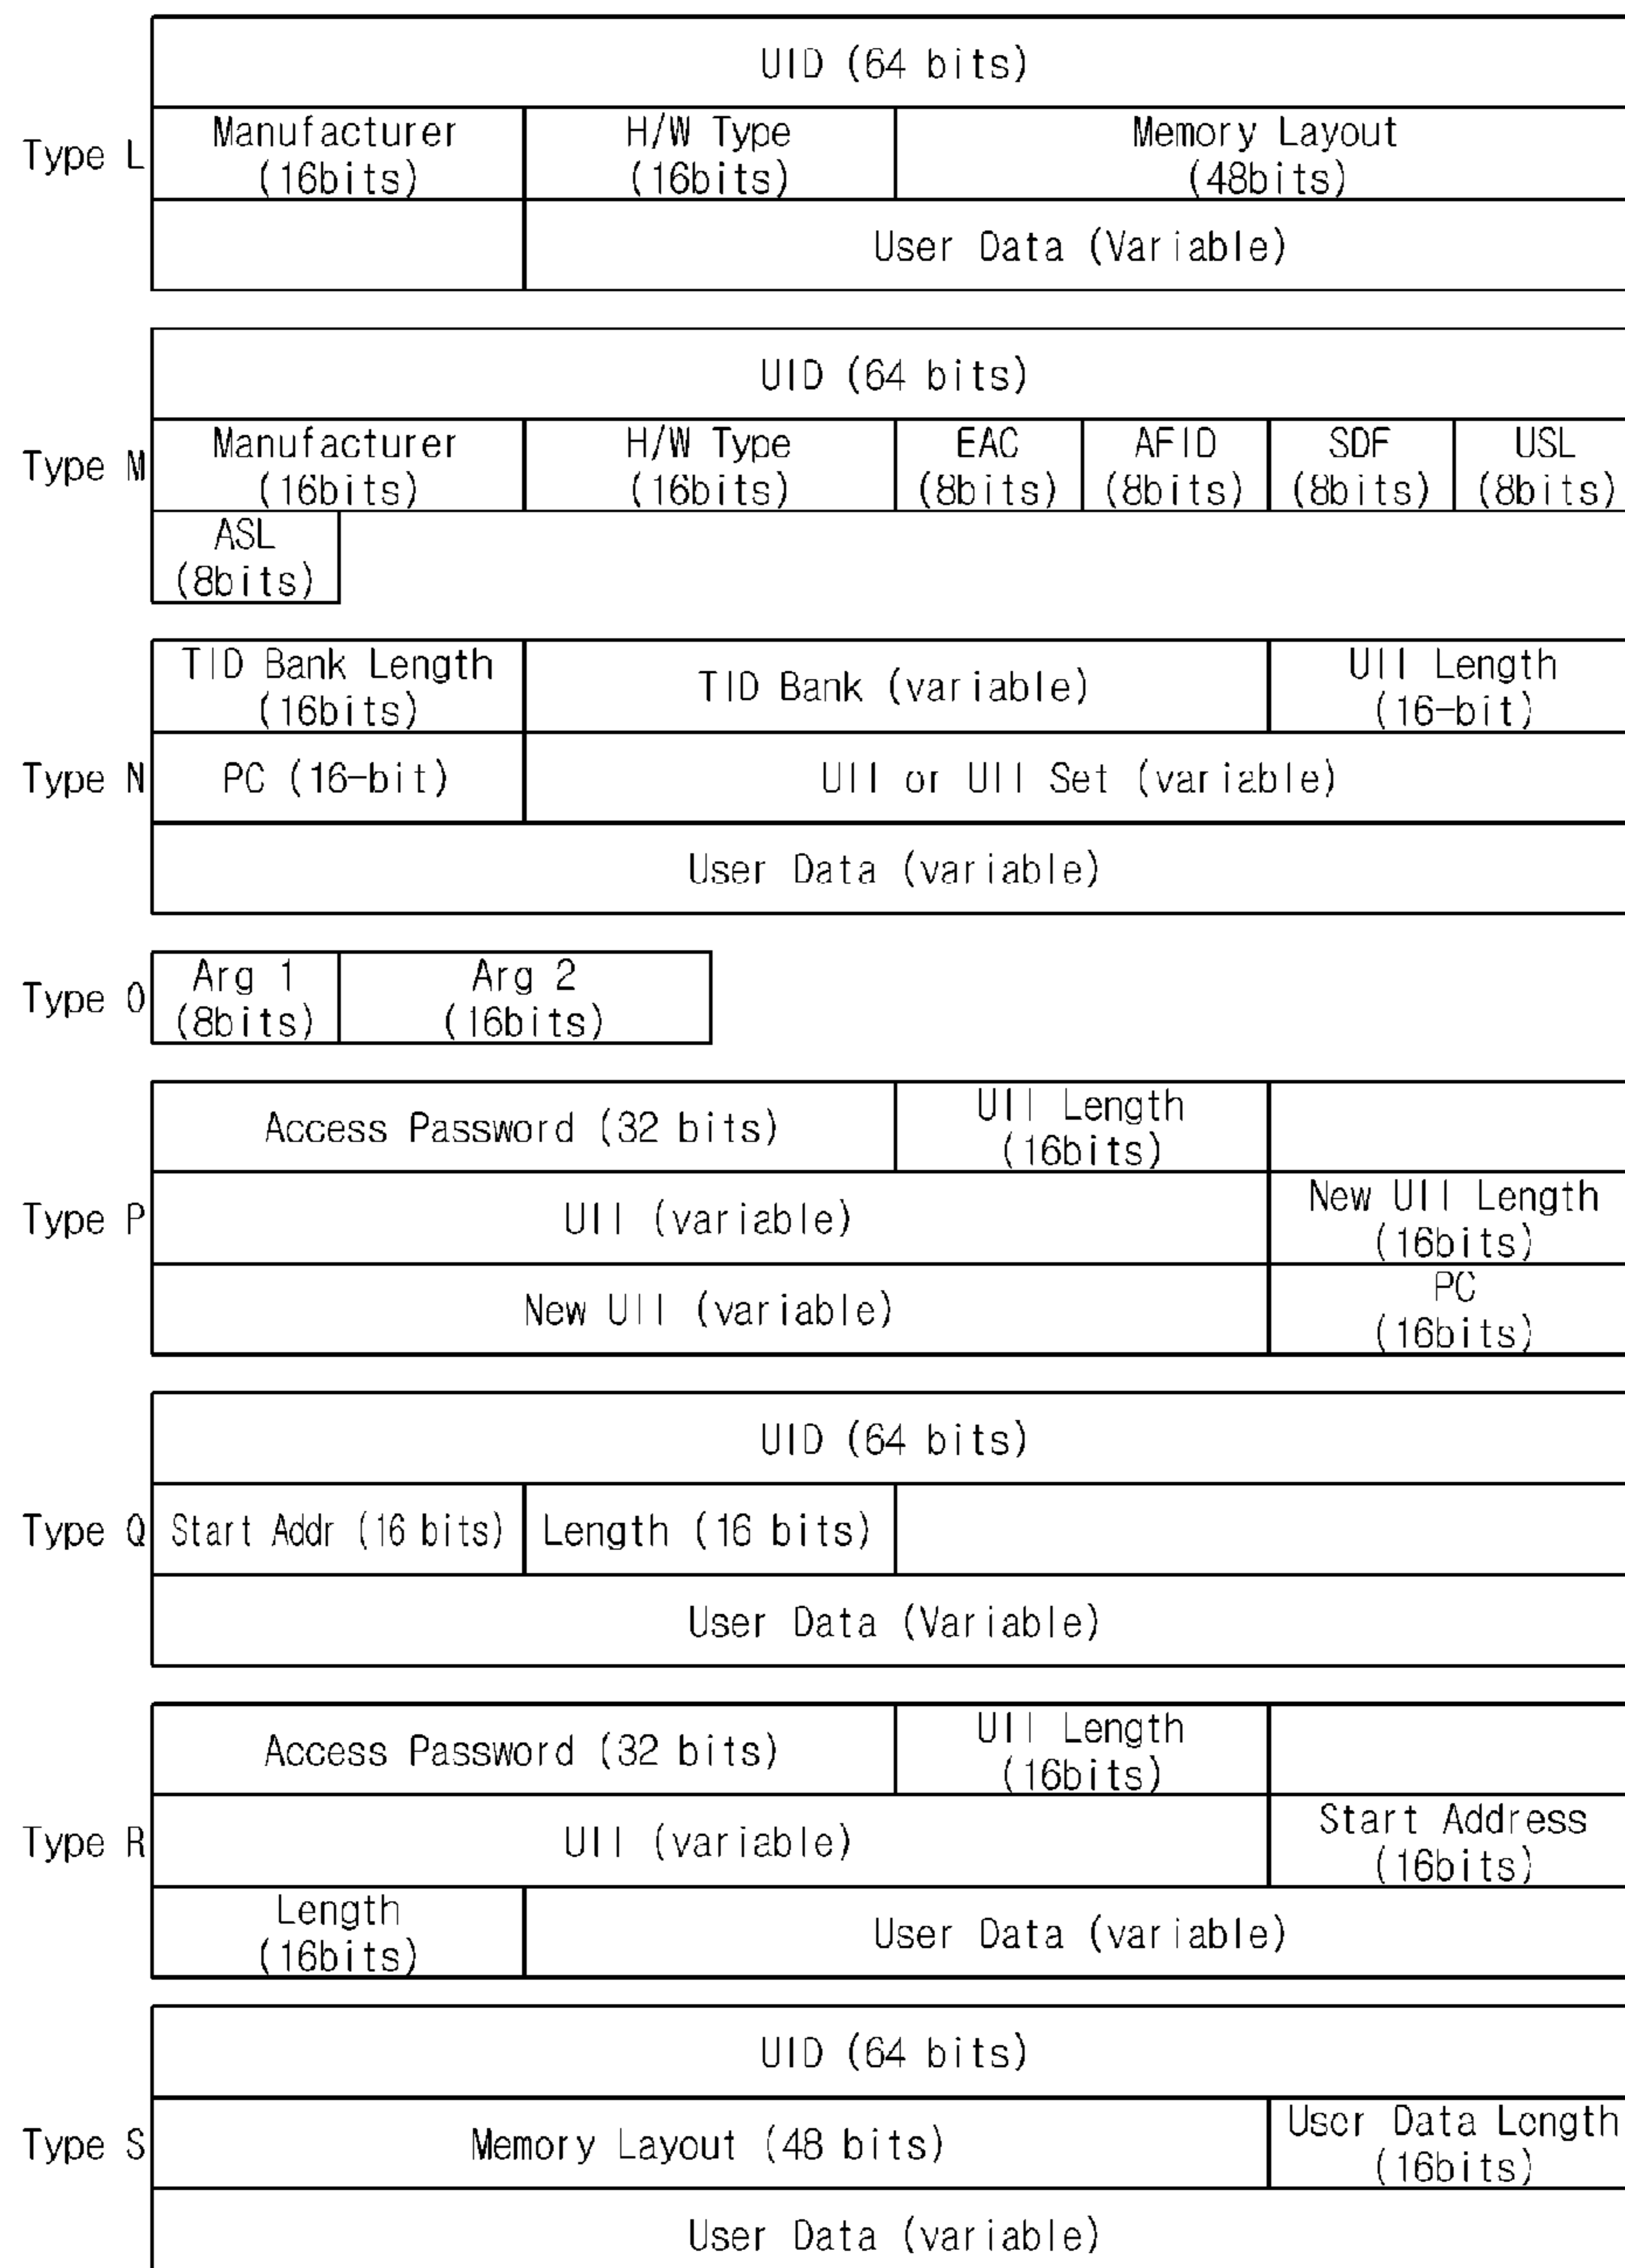 UID (64 bits)
Type L
Manufacturer
(16bits)
H/W Type
(16bits)
Memory Layout
(48bits)
User Data (Variable)
UID (64 bits)
Type M
Manufacturer
(16bits)
H/W Type
(16bits)
EAC
(8bits)
AFID
(8bits)
SDF
(8bits)
USL
(8bits)
ASL
(8bits)
TID Bank Length
(16bits)
TID Bank (variable)
UII Length
(16-bit)
Type N
PC (16-bit)
UII or UII Set (variable)
User Data (variable)
Type O
Arg 1
(8bits)
Arg 2
(16bits)
Access Password (32 bits)
UII Length
(16bits)
Type P
UII (variable)
New UII Length
(16bits)
New UII (variable)
PC
(16bits)
UID (64 bits)
Type Q
Start Addr (16 bits)
Length (16 bits)
User Data (Variable)
Access Password (32 bits)
UII Length
(16bits)
Type R
UII (variable)
Start Address
(16bits)
Length
(16bits)
User Data (variable)
UID (64 bits)
Type S
Memory Layout (48 bits)
User Data Length
(16bits)
User Data (variable)